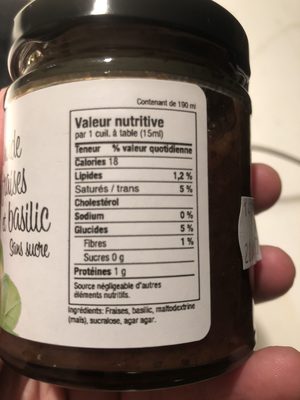 Contenant de 190 ml
Valeur nutritive
par 1 cuil. à table (15ml)
Teneur % valeur quotidienne
Calories 18
Lipides 1,2 %
Saturés / trans 5 %
Cholestérol
Sodium 0 %
Glucides 5 %
Fibres 1 %
Sucres 0 g
Protéines 1 g
Source négligeable d'autres
éléments nutritifs.
Ingrédients: Fraises, basilic, maltodextrine
(maïs), sucralose, agar agar.
de
raises
basilic
Sans sucre